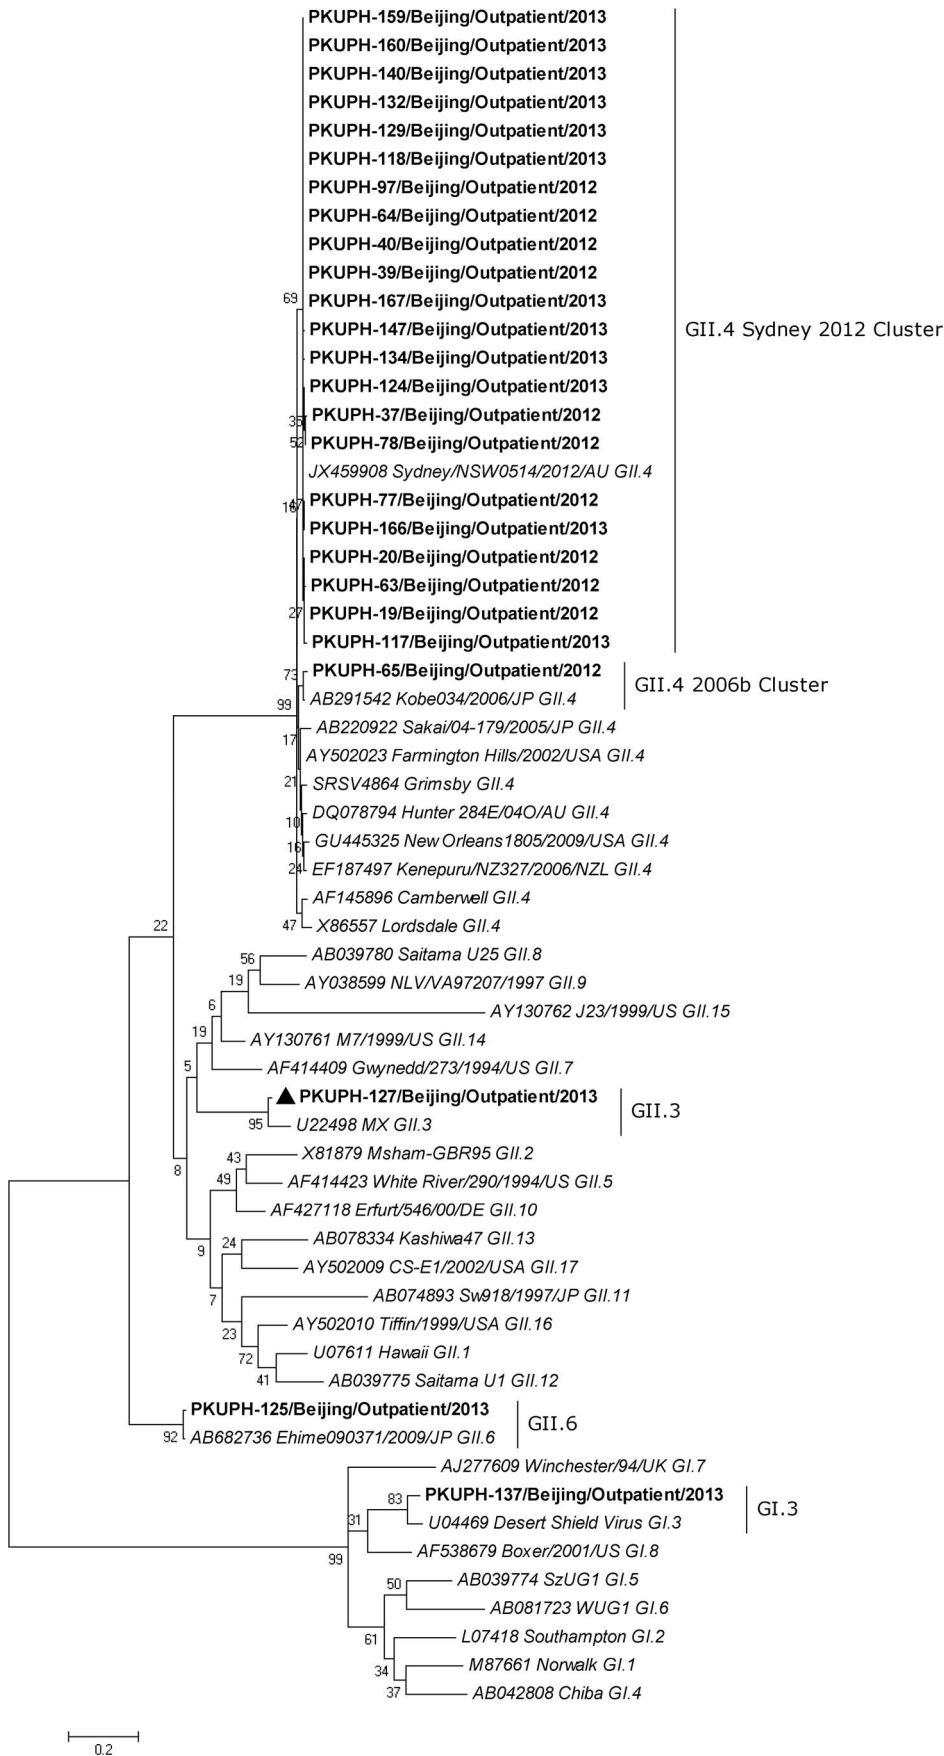 PKUPH-159/Beijing/Outpatient/2013
PKUPH-160/Beijing/Outpatient/2013
PKUPH-140/Beijing/Outpatient/2013
PKUPH-132/Beijing/Outpatient/2013
PKUPH-129/Beijing/Outpatient/2013
PKUPH-118/Beijing/Outpatient/2013
PKUPH-97/Beijing/Outpatient/2012
PKUPH-64/Beijing/Outpatient/2012
PKUPH-40/Beijing/Outpatient/2012
PKUPH-39/Beijing/Outpatient/2012
69
PKUPH-167/Beijing/Outpatient/2013
PKUPH-147/Beijing/Outpatient/2013
GII.4 Sydney 2012 Cluster
PKUPH-134/Beijing/Outpatient/2013
PKUPH-124/Beijing/Outpatient/2013
PKUPH-37/Beijing/Outpatient/2012
35
52
PKUPH-78/Beijing/Outpatient/2012
JX459908 Sydney/NSW0514/2012/AU GII.4
PKUPH-77/Beijing/Outpatient/2012
47
PKUPH-166/Beijing/Outpatient/2013
PKUPH-20/Beijing/Outpatient/2012
PKUPH-63/Beijing/Outpatient/2012
27
PKUPH-19/Beijing/Outpatient/2012
PKUPH-117/Beijing/Outpatient/2013
73
PKUPH-65/Beijing/Outpatient/2012
GII.4 2006b Cluster
AB291542 Kobe034/2006/JP GII.4
99
AB220922 Sakai/04-179/2005/JP GII.4
17
AY502023 Farmington Hills/2002/USA GII.4
21
SRSV4864 Grimsby GII.4
DQ078794 Hunter 284E/04O/AU GII.4
10
GU445325 New Orleans1805/2009/USA GII.4
16
24
EF187497 Kenepuru/NZ327/2006/NZL GII.4
AF145896 Camberwell GII.4
47
X86557 Lordsdale GII.4
22
AB039780 Saitama U25 GII.8
56
AY038599 NLV/VA97207/1997 GII.9
19
AY130762 J23/1999/US GII.15
6
AY130761 M7/1999/US GII.14
19
AF414409 Gwynedd/273/1994/US GII.7
5
PKUPH-127/Beijing/Outpatient/2013
GII.3
95
U22498 MX GII.3
8
43
X81879 Msham-GBR95 GII.2
49
AF414423 White River/290/1994/US GII.5
AF427118 Erfurt/546/00/DE GII.10
9
24
AB078334 Kashiwa47 GII.13
AY502009 CS-E1/2002/USA GII.17
7
AB074893 Sw918/1997/JP GII.11
23
AY502010 Tiffin/1999/USA GII.16
72
U07611 Hawaii GII.1
41
AB039775 Saitama U1 GII.12
PKUPH-125/Beijing/Outpatient/2013
GII.6
92
AB682736 Ehime090371/2009/JP GII.6
AJ277609 Winchester/94/UK GI.7
83
PKUPH-137/Beijing/Outpatient/2013
GI.3
31
U04469 Desert Shield Virus GI.3
99
AF538679 Boxer/2001/US GI.8
50
AB039774 SzUG1 GI.5
AB081723 WUG1 GI.6
61
L07418 Southampton GI.2
34
M87661 Norwalk GI.1
37
AB042808 Chiba GI.4
0.2